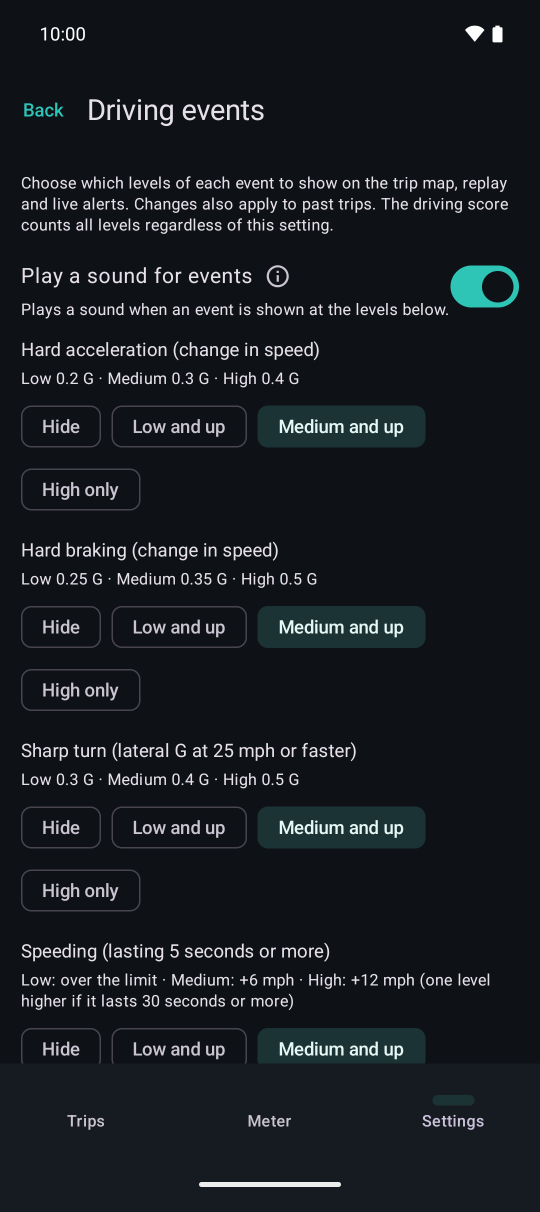 10:00
Back Driving events
Choose which levels of each event to show on the trip map, replay
and live alerts. Changes also apply to past trips. The driving score
counts all levels regardless of this setting.
Play a sound for events
Plays a sound when an event is shown at the levels below.
Hard acceleration (change in speed)
Low 0.2 G · Medium 0.3 G · High 0.4 G
Hide Low and up Medium and up
High only
Hard braking (change in speed)
Low 0.25 G · Medium 0.35 G · High 0.5 G
Hide Low and up Medium and up
High only
Sharp turn (lateral G at 25 mph or faster)
Low 0.3 G · Medium 0.4 G · High 0.5 G
Hide Low and up Medium and up
High only
Speeding (lasting 5 seconds or more)
Low: over the limit · Medium: +6 mph · High: +12 mph (one level
higher if it lasts 30 seconds or more)
Hide Low and up Medium and up
Trips Meter Settings